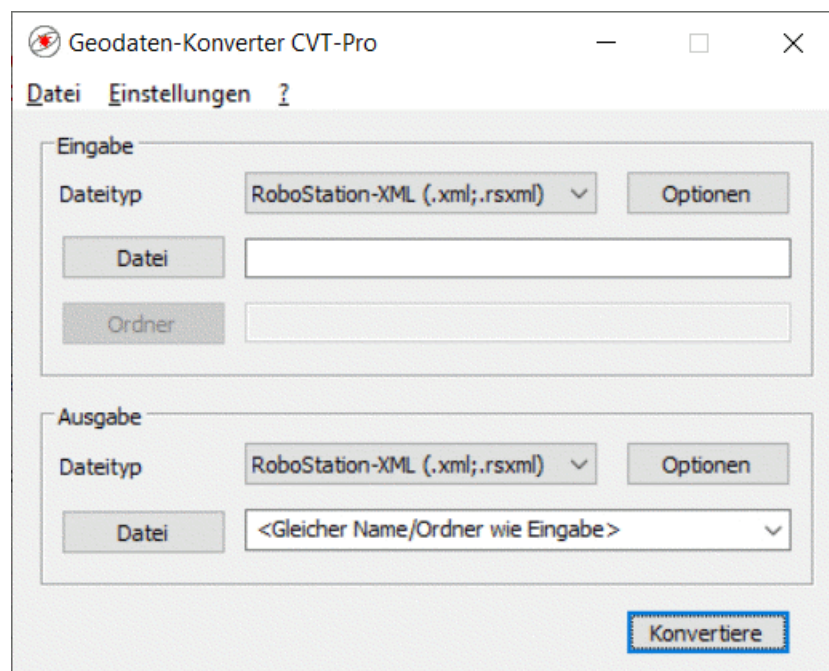 Geodaten-Konverter CVT-Pro
Datei Einstellungen ?
Eingabe
Dateityp RoboStation-XML (.xml;.rsxml) Optionen
Datei
Ordner
Ausgabe
Dateityp RoboStation-XML (.xml;.rsxml) Optionen
Datei <Gleicher Name/Ordner wie Eingabe>
Konvertiere